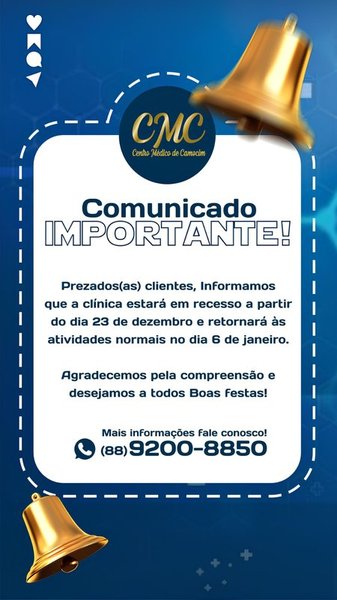 CMC
Centro Médico de Camocim
Comunicado
IMPORTANTE!
Prezados(as) clientes, Informamos
que a clínica estará em recesso a partir
do dia 23 de dezembro e retornará às
atividades normais no dia 6 de janeiro.
Agradecemos pela compreensão e
desejamos a todos Boas festas!
Mais informações fale conosco!
(88)9200-8850